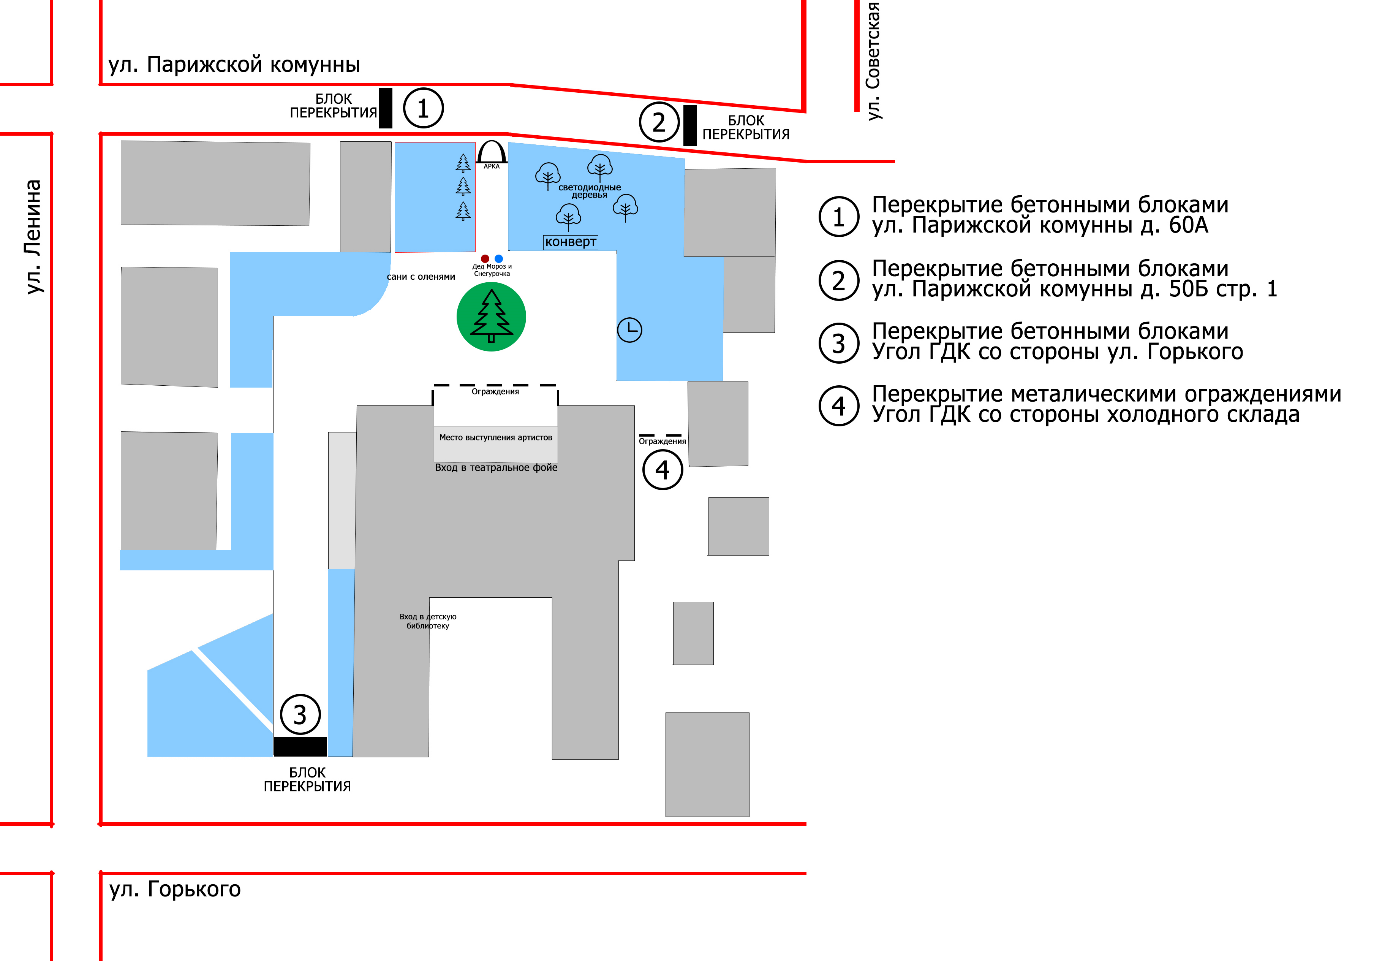 ул. Советская
ул. Парижской комунны
БЛОК
ПЕРЕКРЫТИЯ
1
2
БЛОК
ПЕРЕКРЫТИЯ
АРКА
светодиодные
деревья
конверт
ул. Ленина
Дед Мороз и
Снегурочка
сани с оленями
Ограждения
Место выступления артистов
Вход в театральное фойе
Ограждения
4
Вход в детскую
библиотеку
3
БЛОК
ПЕРЕКРЫТИЯ
ул. Горького
1
Перекрытие бетонными блоками
ул. Парижской комунны д. 60А
2
Перекрытие бетонными блоками
ул. Парижской комунны д. 50Б стр. 1
3
Перекрытие бетонными блоками
Угол ГДК со стороны ул. Горького
4
Перекрытие металическими ограждениями
Угол ГДК со стороны холодного склада